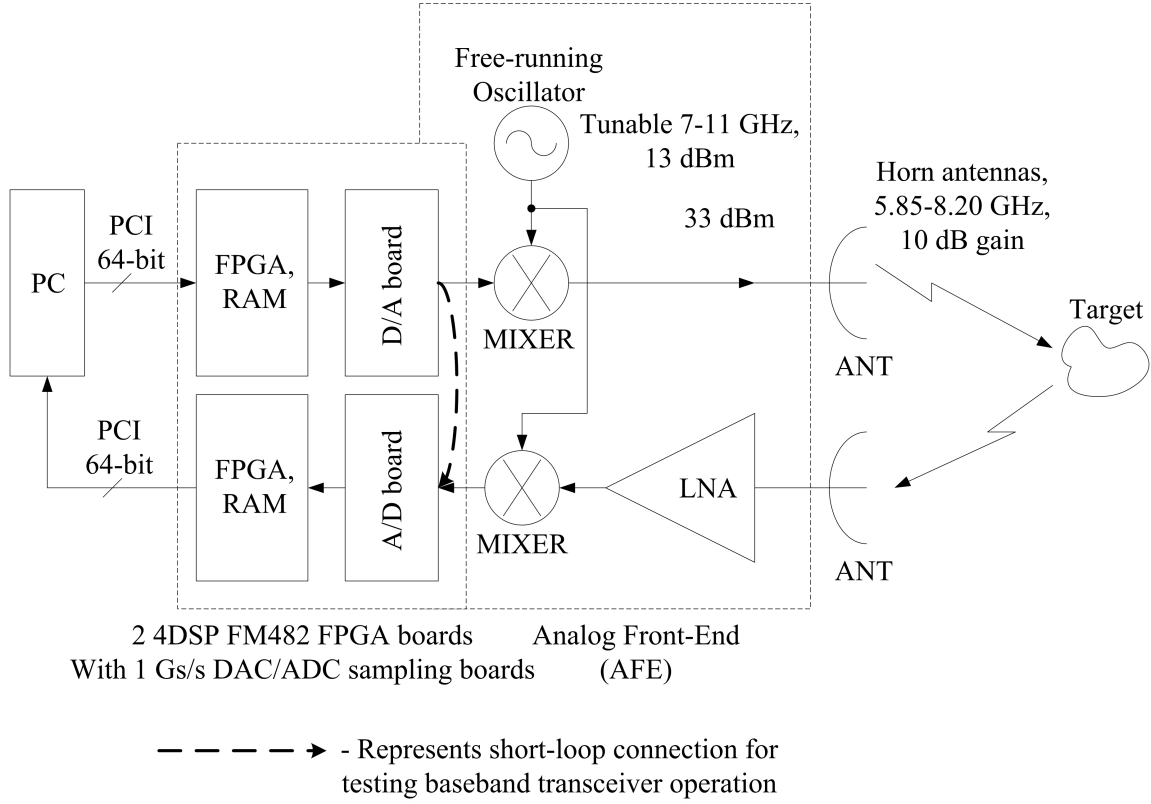 Free-running
Oscillator
Tunable 7-11 GHz,
13 dBm
33 dBm
Horn antennas,
5.85-8.20 GHz,
10 dB gain
PC
PCI
64-bit
FPGA,
RAM
D/A board
MIXER
ANT
Target
PCI
64-bit
FPGA,
RAM
A/D board
MIXER
LNA
ANT
2 4DSP FM482 FPGA boards
With 1 Gs/s DAC/ADC sampling boards
Analog Front-End
(AFE)
- Represents short-loop connection for
testing baseband transceiver operation